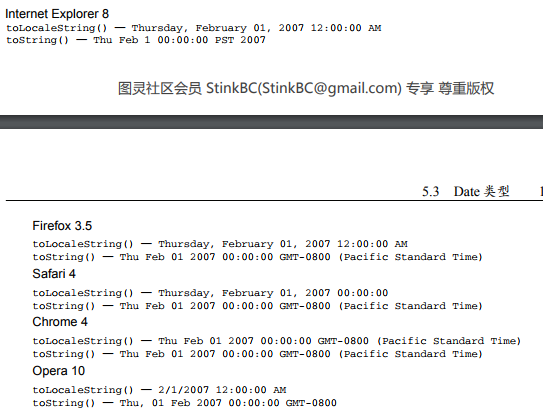 Internet Explorer 8
toLocaleString() — Thursday, February 01, 2007 12:00:00 AM
toString() — Thu Feb 1 00:00:00 PST 2007
图灵社区会员 StinkBC(StinkBC@gmail.com) 专享 尊重版权
5.3 Date 类型
Firefox 3.5
toLocaleString() — Thursday, February 01, 2007 12:00:00 AM
toString() — Thu Feb 01 2007 00:00:00 GMT-0800 (Pacific Standard Time)
Safari 4
toLocaleString() — Thursday, February 01, 2007 00:00:00
toString() — Thu Feb 01 2007 00:00:00 GMT-0800 (Pacific Standard Time)
Chrome 4
toLocaleString() — Thu Feb 01 2007 00:00:00 GMT-0800 (Pacific Standard Time)
toString() — Thu Feb 01 2007 00:00:00 GMT-0800 (Pacific Standard Time)
Opera 10
toLocaleString() — 2/1/2007 12:00:00 AM
toString() — Thu, 01 Feb 2007 00:00:00 GMT-0800